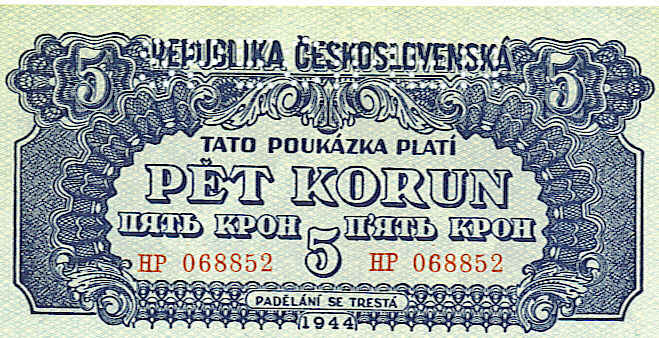 5 REPUBLIKA ČESKOSLOVENSKÁ 5
TATO POUKÁZKA PLATÍ
PĚT KORUN
ПЯТЬ КРОН П'ЯТЬ КРОН
HP 068852 5 HP 068852
PADĚLÁNÍ SE TRESTÁ
1944